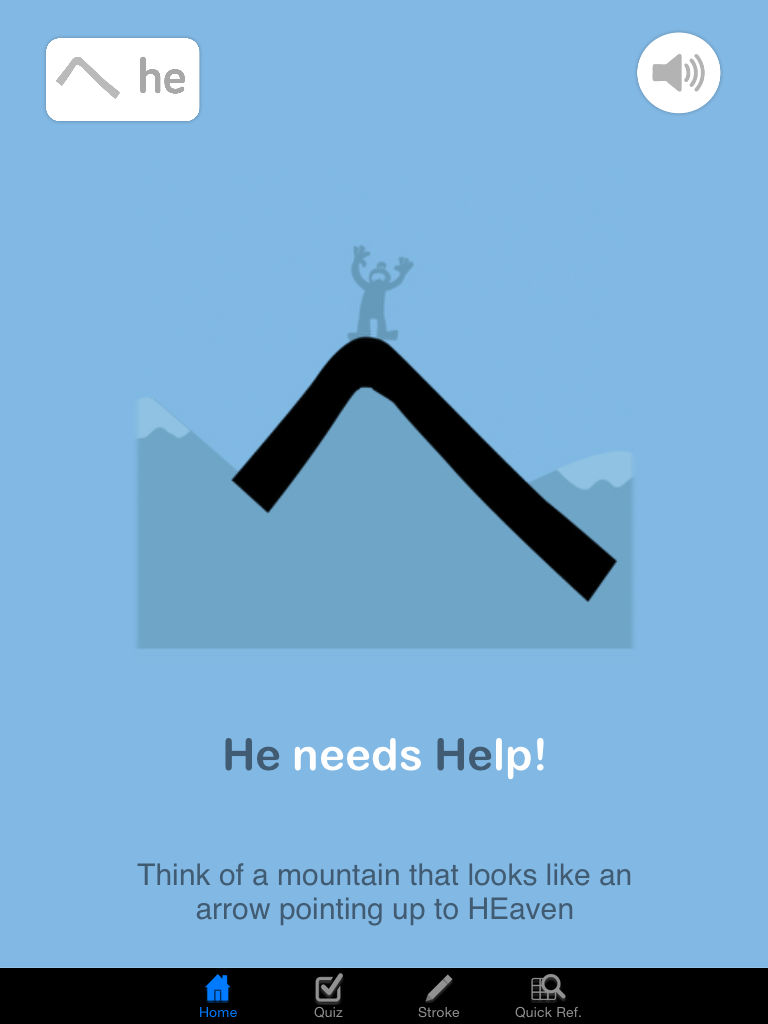 へ he
He needs Help!
Think of a mountain that looks like an
arrow pointing up to HEaven
Home Quiz Stroke Quick Ref.